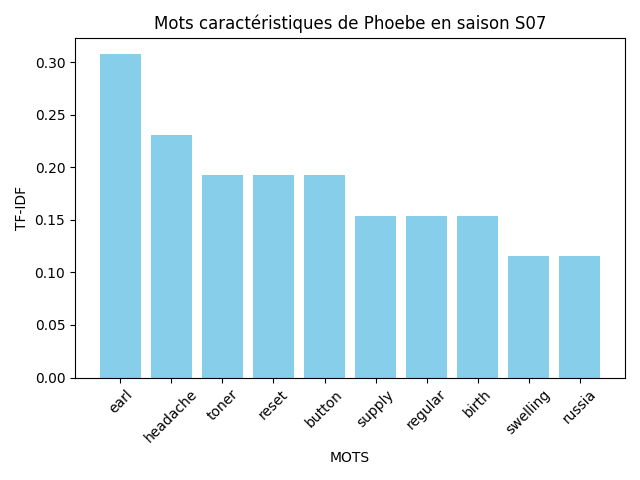 Mots caractéristiques de Phoebe en saison S07
0.30
0.25
0.20
0.15
0.10
0.05
0.00
TF-IDF
earl
headache
toner
reset
button
supply
regular
birth
swelling
russia
MOTS